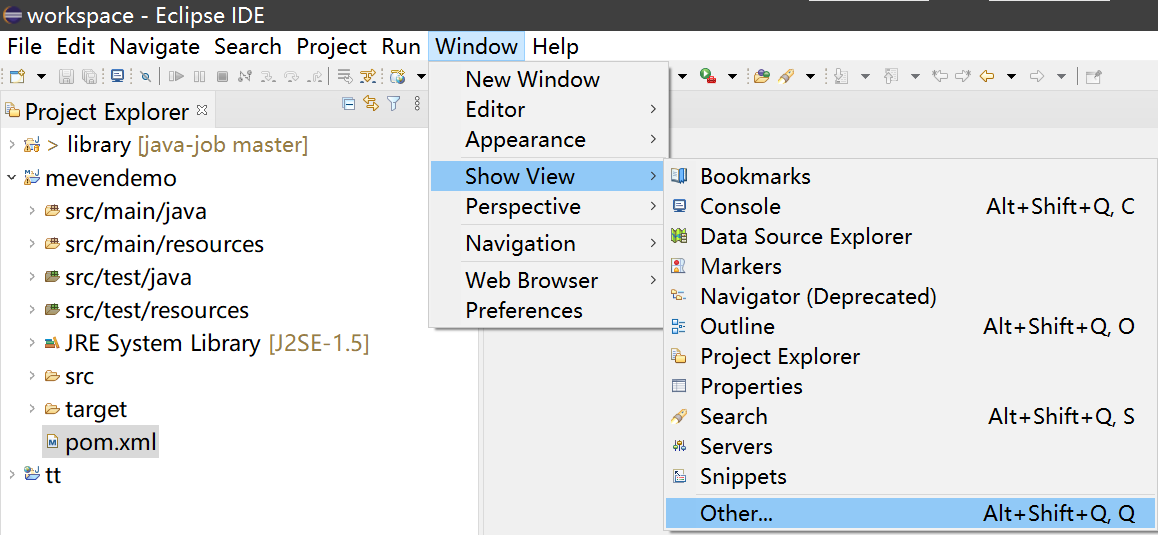 workspace - Eclipse IDE
File Edit Navigate Search Project Run Window Help
Project Explorer
> library [java-job master]
mevendemo
src/main/java
src/main/resources
src/test/java
src/test/resources
JRE System Library [J2SE-1.5]
src
target
pom.xml
tt
New Window
Editor
Appearance
Show View
Perspective
Navigation
Web Browser
Preferences
Bookmarks
Console Alt+Shift+Q, C
Data Source Explorer
Markers
Navigator (Deprecated)
Outline Alt+Shift+Q, O
Project Explorer
Properties
Search Alt+Shift+Q, S
Servers
Snippets
Other... Alt+Shift+Q, Q